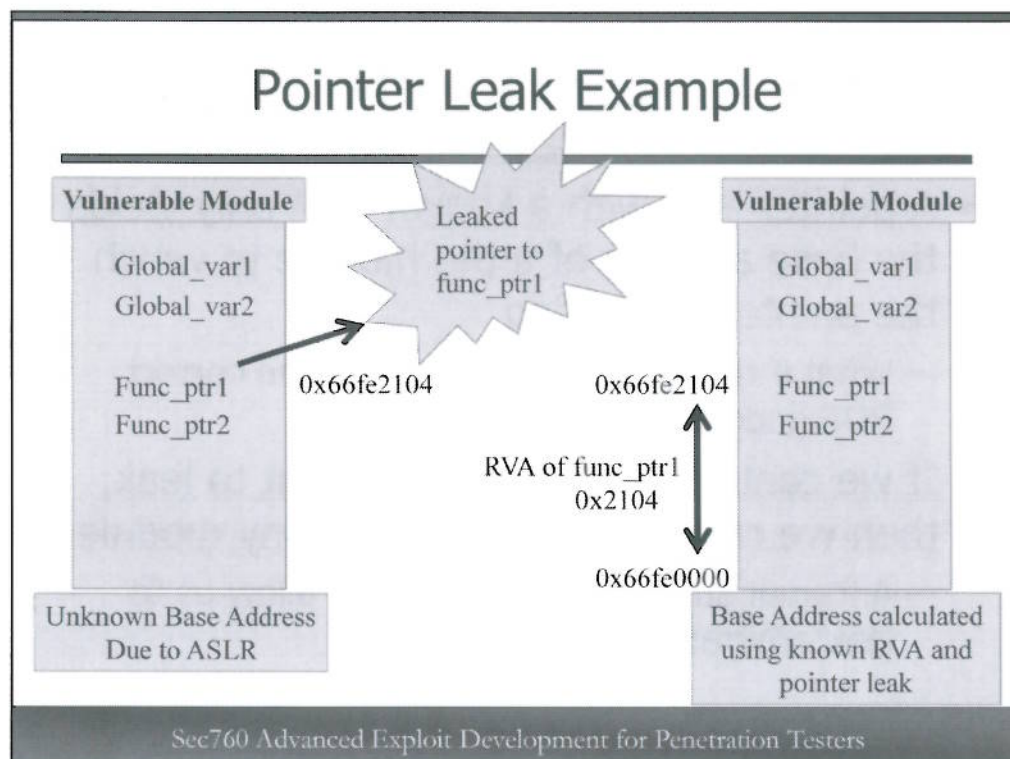 Pointer Leak Example
Vulnerable Module
Global_var1
Global_var2
Func_ptr1
Func_ptr2
Unknown Base Address
Due to ASLR
Leaked
pointer to
func_ptr1
0x66fe2104
Vulnerable Module
Global_var1
Global_var2
Func_ptr1
Func_ptr2
0x66fe2104
RVA of func_ptr1
0x2104
0x66fe0000
Base Address calculated
using known RVA and
pointer leak
Sec760 Advanced Exploit Development for Penetration Testers